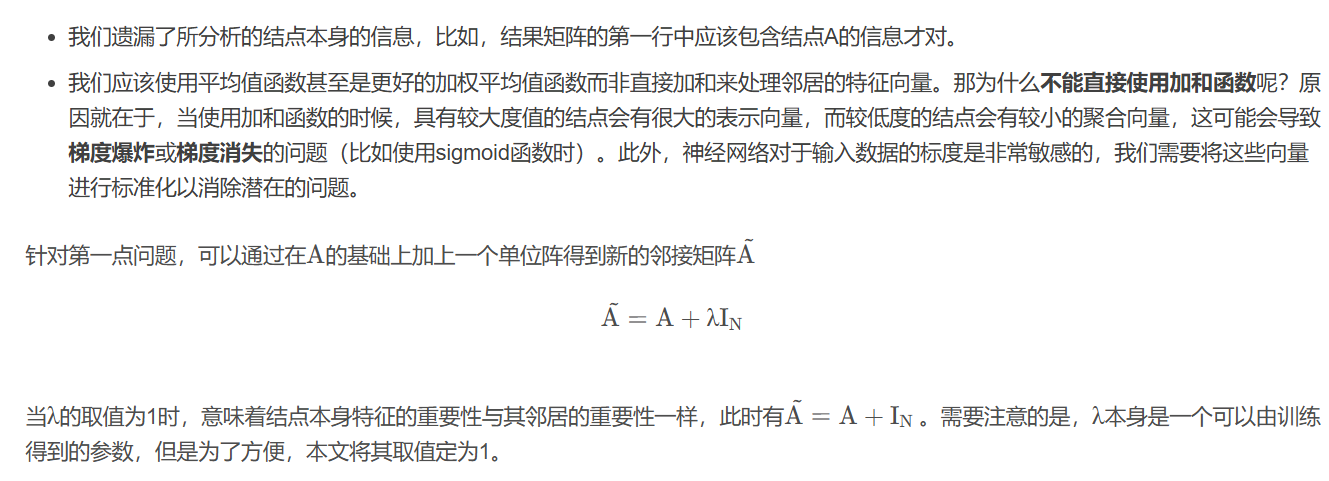 • 我们遗漏了所分析的结点本身的信息，比如，结果矩阵的第一行中应该包含结点A的信息才对。
• 我们应该使用平均值函数甚至是更好的加权平均值函数而非直接加和来处理邻居的特征向量。那为什么不能直接使用加和函数呢？原
因就在于，当使用加和函数的时候，具有较大度值的结点会有很大的表示向量，而较低度的结点会有较小的聚合向量，这可能会导致
梯度爆炸或梯度消失的问题（比如使用sigmoid函数时）。此外，神经网络对于输入数据的标度是非常敏感的，我们需要将这些向量
进行标准化以消除潜在的问题。
针对第一点问题，可以通过在A的基础上加上一个单位阵得到新的邻接矩阵Ã
Ã = A + λI_N
当λ的取值为1时，意味着结点本身特征的重要性与其邻居的重要性一样，此时有Ã = A + I_N 。需要注意的是，λ本身是一个可以由训练
得到的参数，但是为了方便，本文将其取值定为1。